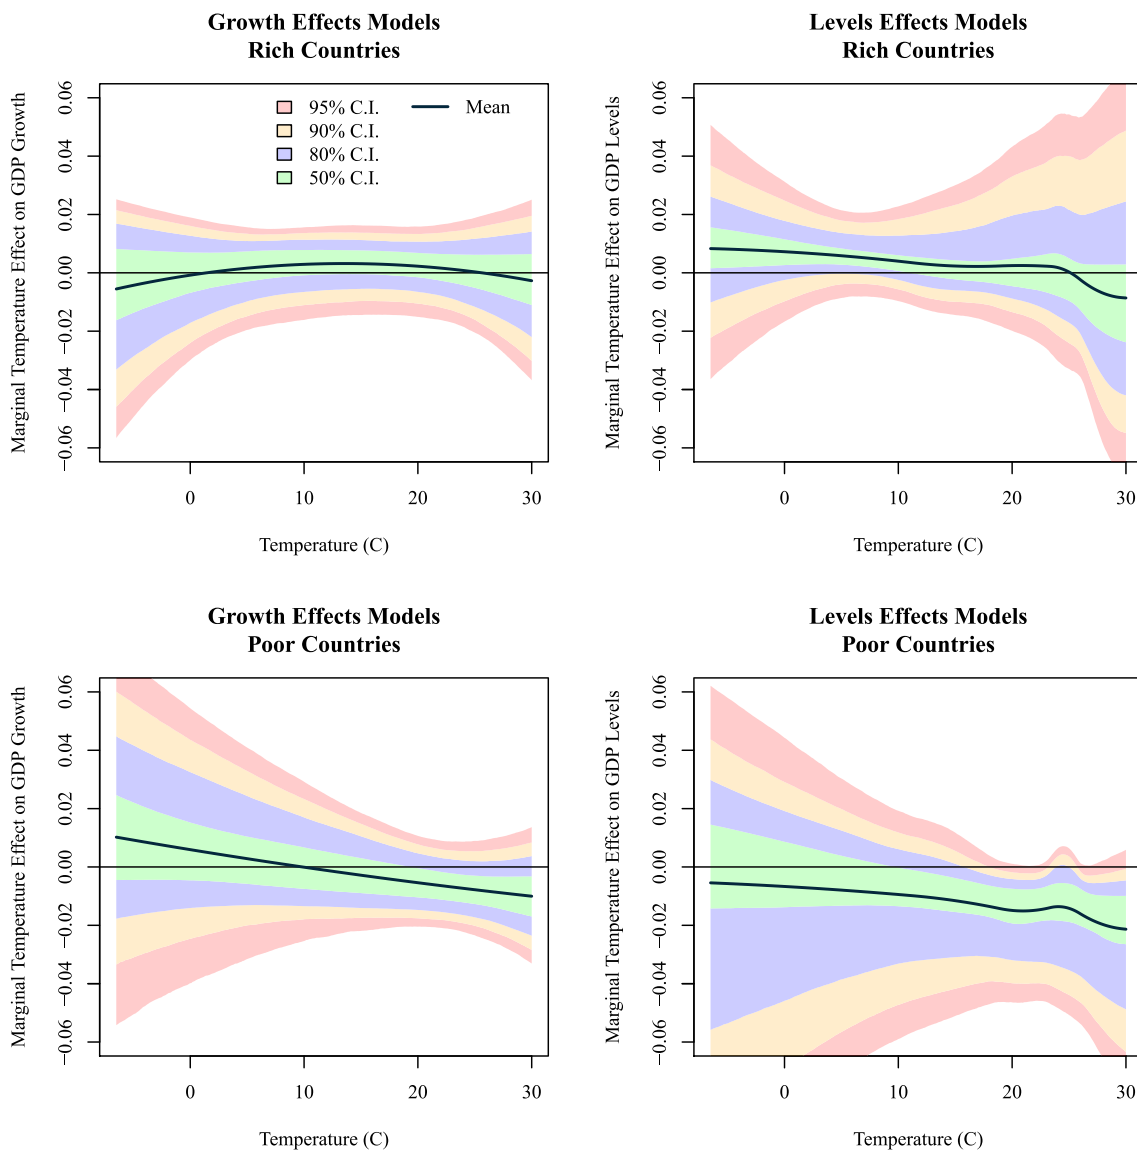 Growth Effects Models
Rich Countries
Marginal Temperature Effect on GDP Growth
0.06
0.04
0.02
0.00
−0.02
−0.04
−0.06
95% C.I.
90% C.I.
80% C.I.
50% C.I.
Mean
0 10 20 30
Temperature (C)
Levels Effects Models
Rich Countries
Marginal Temperature Effect on GDP Levels
0.06
0.04
0.02
0.00
−0.02
−0.04
−0.06
0 10 20 30
Temperature (C)
Growth Effects Models
Poor Countries
Marginal Temperature Effect on GDP Growth
0.06
0.04
0.02
0.00
−0.02
−0.04
−0.06
0 10 20 30
Temperature (C)
Levels Effects Models
Poor Countries
Marginal Temperature Effect on GDP Levels
0.06
0.04
0.02
0.00
−0.02
−0.04
−0.06
0 10 20 30
Temperature (C)